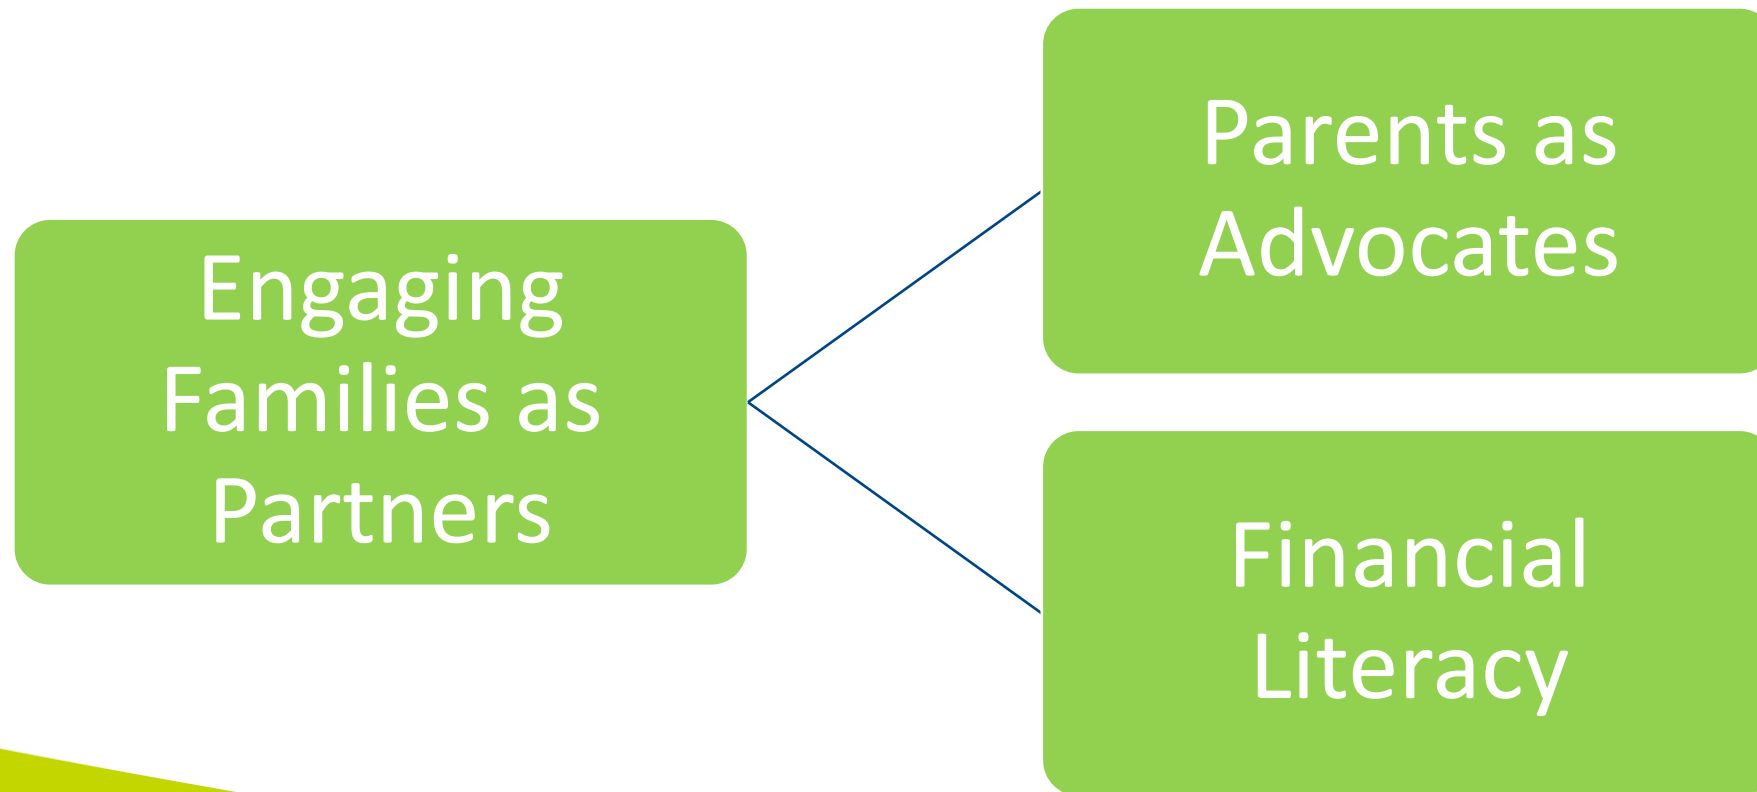 Engaging
Families as
Partners
Parents as
Advocates
Financial
Literacy